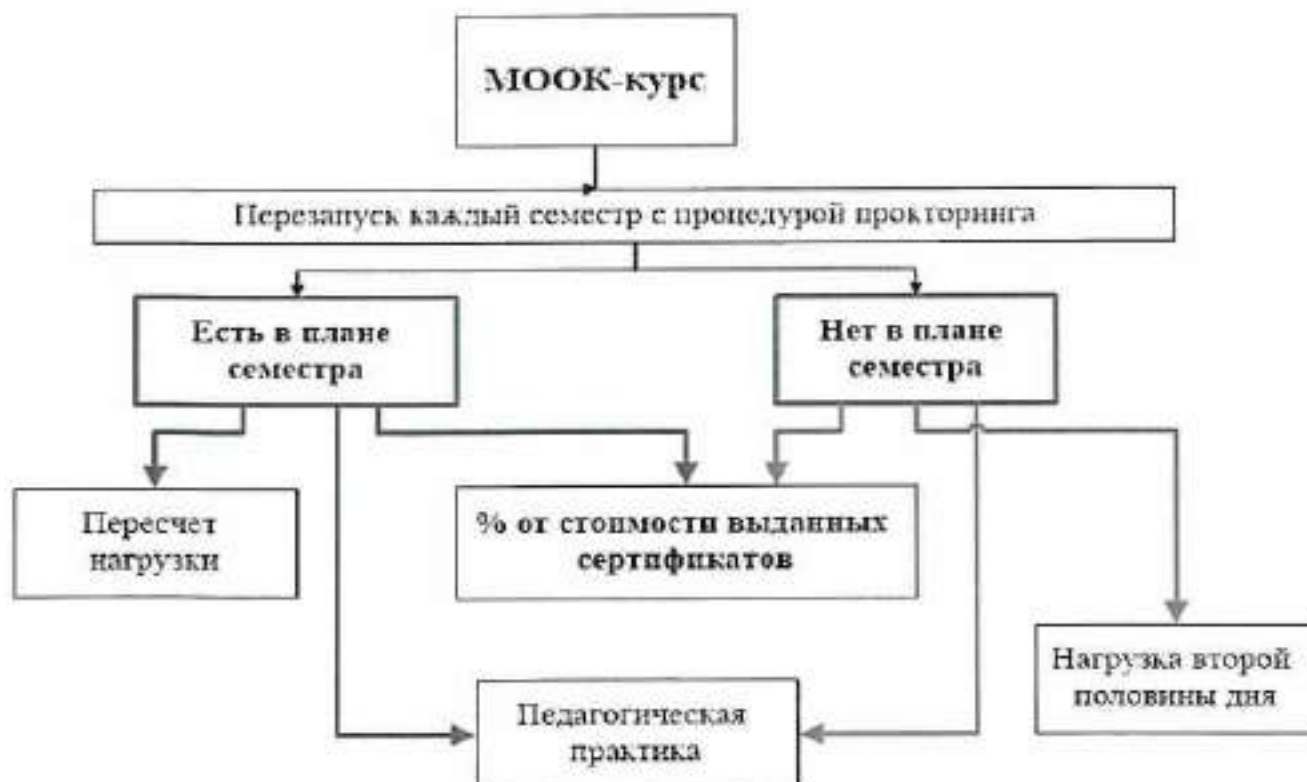 МООК-курс
Перезапуск каждый семестр с процедурой прокторинга
Есть в плане
семестра
Нет в плане
семестра
Пересчет
нагрузки
% от стоимости выданных
сертификатов
Нагрузка второй
половины дня
Педагогическая
практика